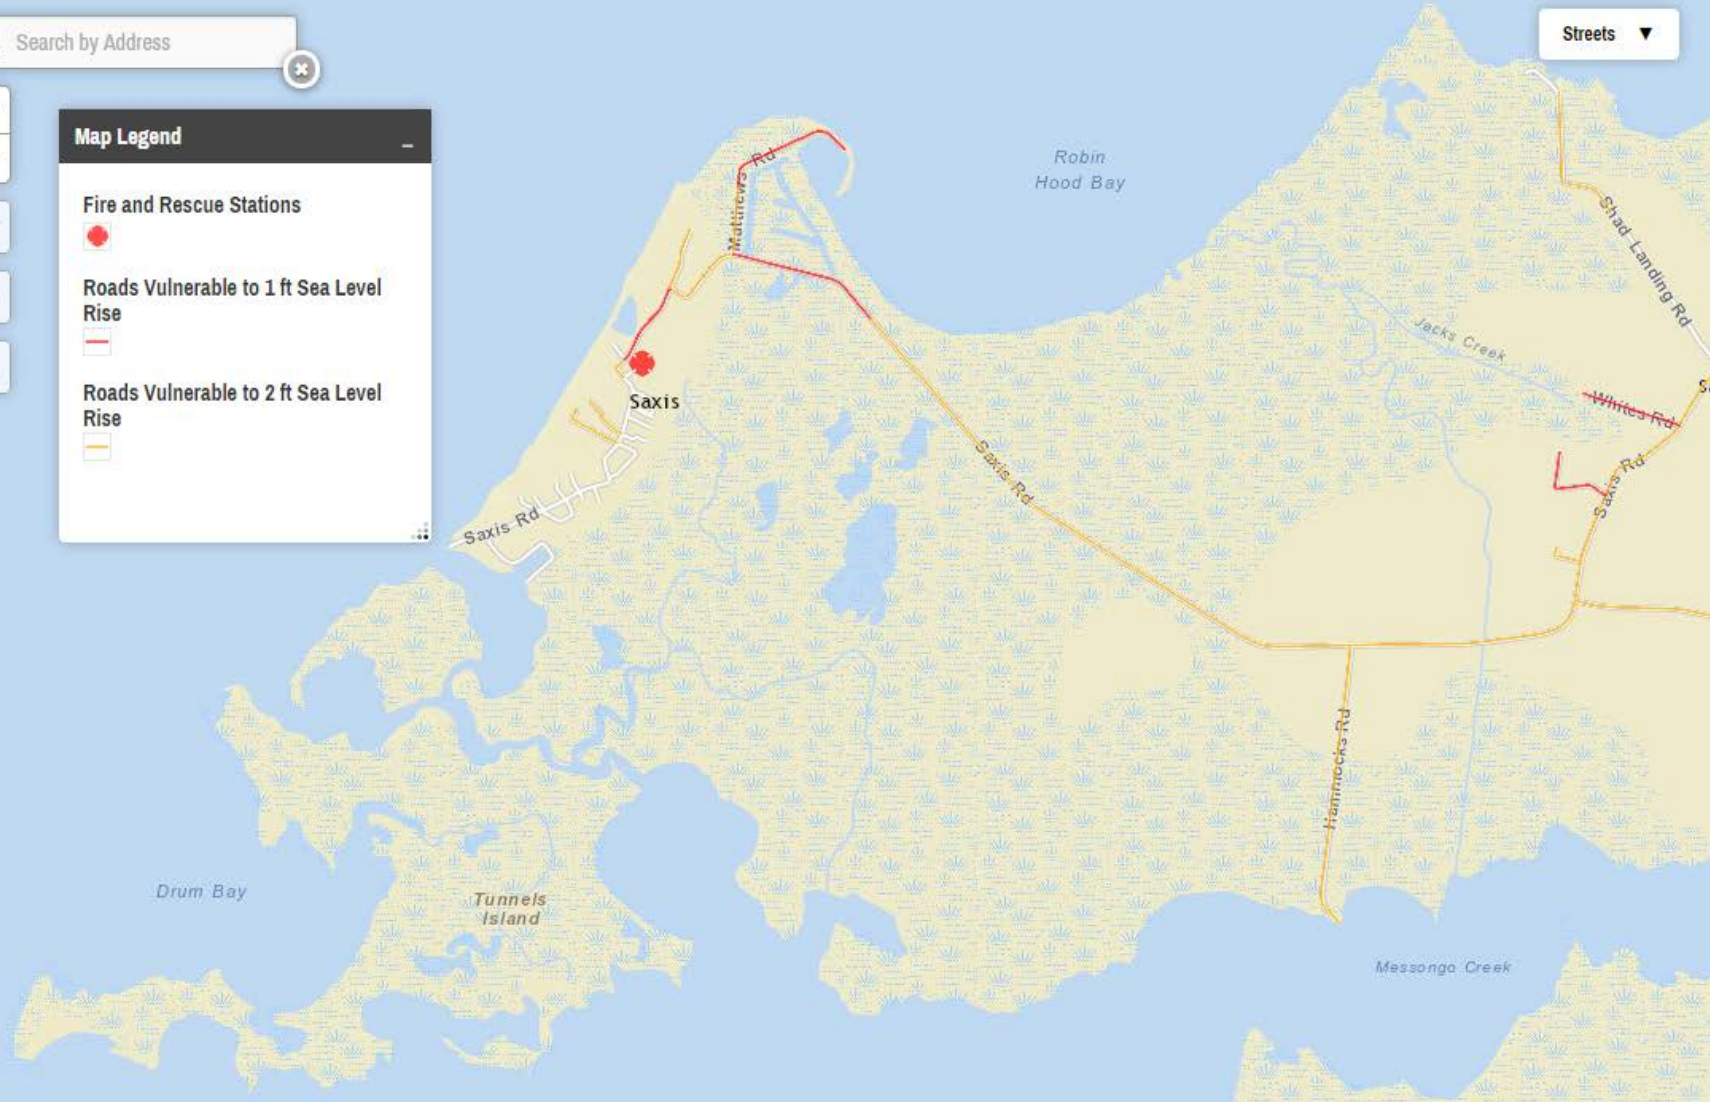 Search by Address
Streets ▼
Map Legend
Fire and Rescue Stations
Roads Vulnerable to 1 ft Sea Level
Rise
Roads Vulnerable to 2 ft Sea Level
Rise
Robin
Hood Bay
Matthews Rd
Shad Landing Rd
Jacks Creek
Whites Rd
Saxis
Saxis Rd
Saxis Rd
Saxis Rd
Hammocks Rd
Drum Bay
Tunnels
Island
Messongo Creek